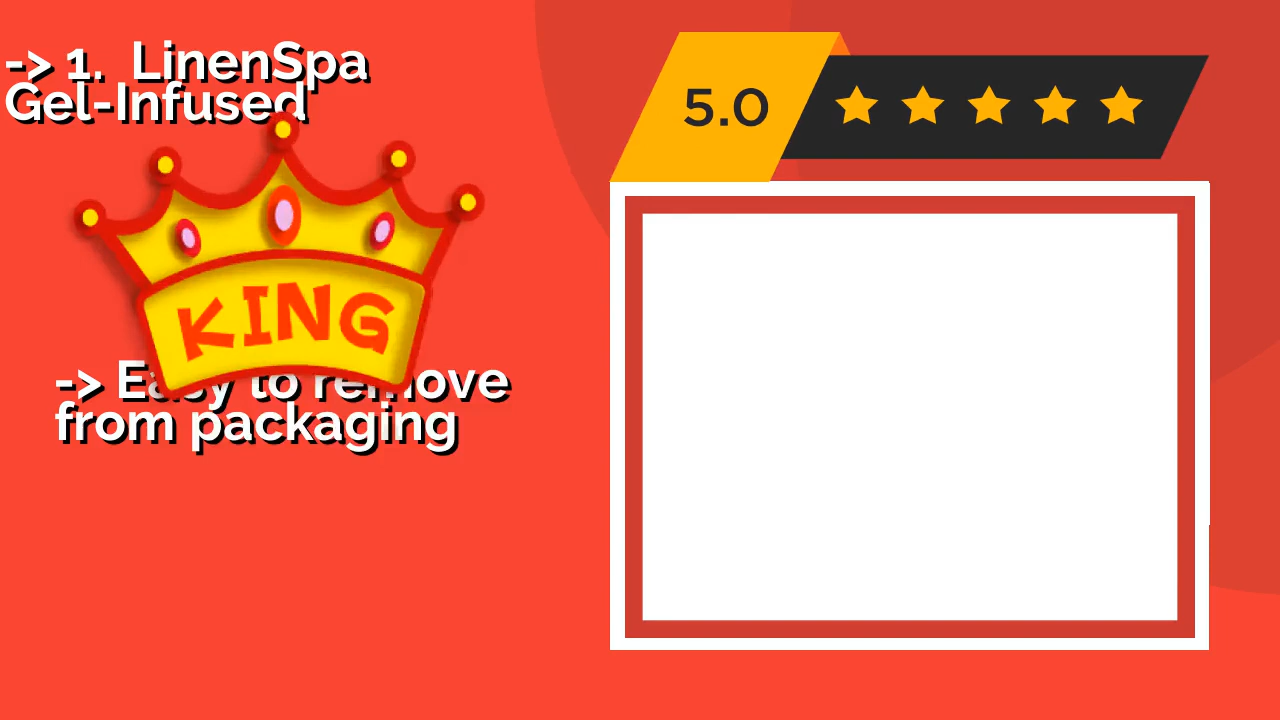 -> 1. LinenSpa
Gel-Infused
5.0
KING
-> Easy to remove
from packaging